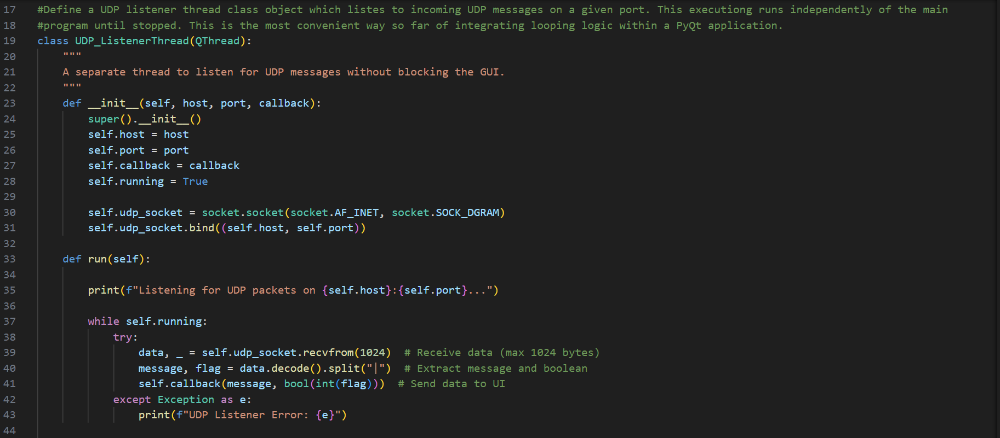 17 #Define a UDP listener thread class object which listes to incoming UDP messages on a given port. This executiong runs independently of the main
18 #program until stopped. This is the most convenient way so far of integrating looping logic within a PyQt application.
19 class UDP_ListenerThread(QThread):
20     """
21     A separate thread to listen for UDP messages without blocking the GUI.
22     """
23     def __init__(self, host, port, callback):
24         super().__init__()
25         self.host = host
26         self.port = port
27         self.callback = callback
28         self.running = True
29
30         self.udp_socket = socket.socket(socket.AF_INET, socket.SOCK_DGRAM)
31         self.udp_socket.bind((self.host, self.port))
32
33     def run(self):
34
35         print(f"Listening for UDP packets on {self.host}:{self.port}...")
36
37         while self.running:
38             try:
39                 data, _ = self.udp_socket.recvfrom(1024)  # Receive data (max 1024 bytes)
40                 message, flag = data.decode().split("|")  # Extract message and boolean
41                 self.callback(message, bool(int(flag)))  # Send data to UI
42             except Exception as e:
43                 print(f"UDP Listener Error: {e}")
44